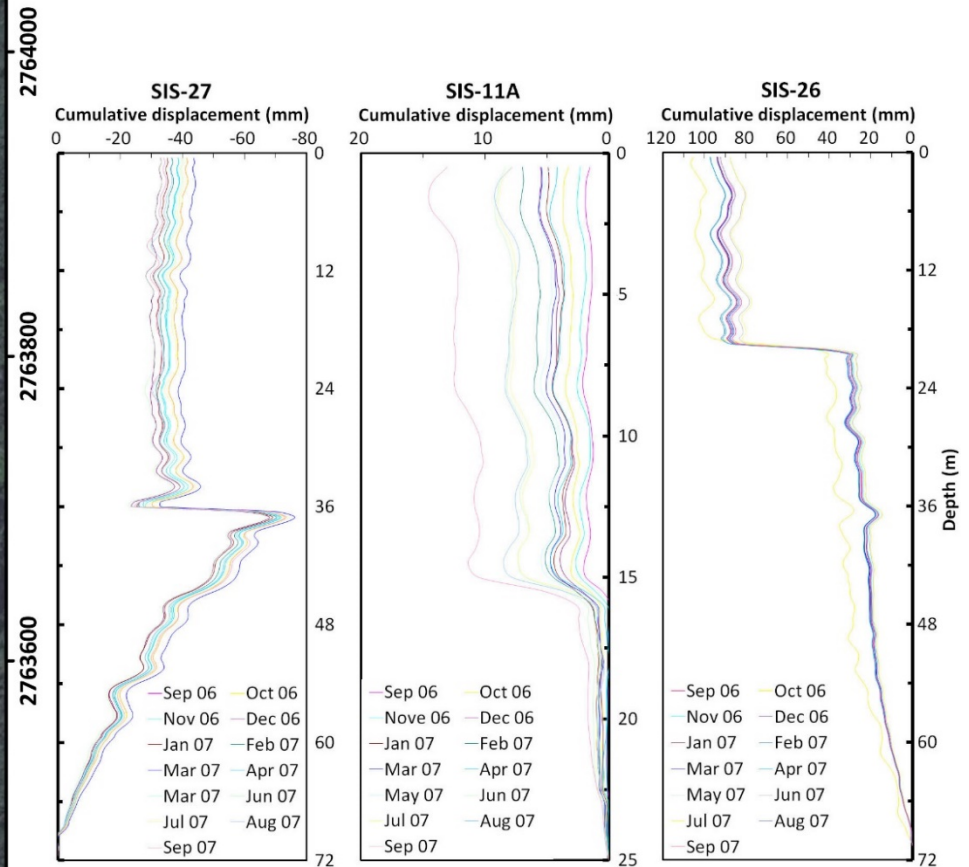 2764000
2763800
2763600
SIS-27
Cumulative displacement (mm)
0 -20 -40 -60 -80
0
12
24
36
48
60
72
Sep 06 Oct 06
Nov 06 Dec 06
Jan 07 Feb 07
Mar 07 Apr 07
Mar 07 Jun 07
Jul 07 Aug 07
Sep 07
SIS-11A
Cumulative displacement (mm)
20 10 0
0
5
10
15
20
25
Sep 06 Oct 06
Nove 06 Dec 06
Jan 07 Feb 07
Mar 07 Apr 07
May 07 Jun 07
Jul 07 Aug 07
Sep 07
SIS-26
Cumulative displacement (mm)
120 100 80 60 40 20 0
0
12
24
36
48
60
72
Depth (m)
Sep 06 Oct 06
Nov 06 Dec 06
Jan 07 Feb 07
Mar 07 Apr 07
May 07 Jun 07
Jul 07 Aug 07
Sep 07